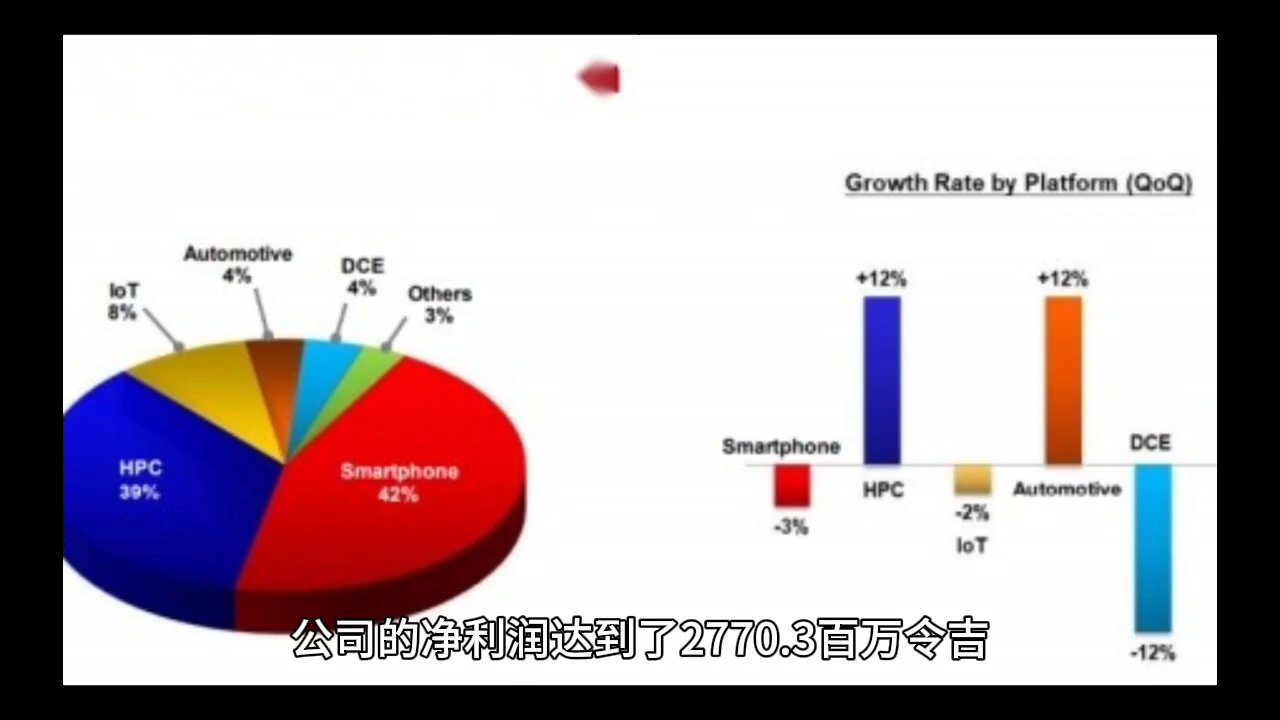 Growth Rate by Platform (QoQ)
Automotive
4%
DCE
4%
IoT
8%
Others
3%
HPC
39%
Smartphone
42%
+12%
+12%
Smartphone
DCE
HPC
Automotive
-3%
-2%
IoT
-12%
公司的净利润达到了2770.3百万令吉